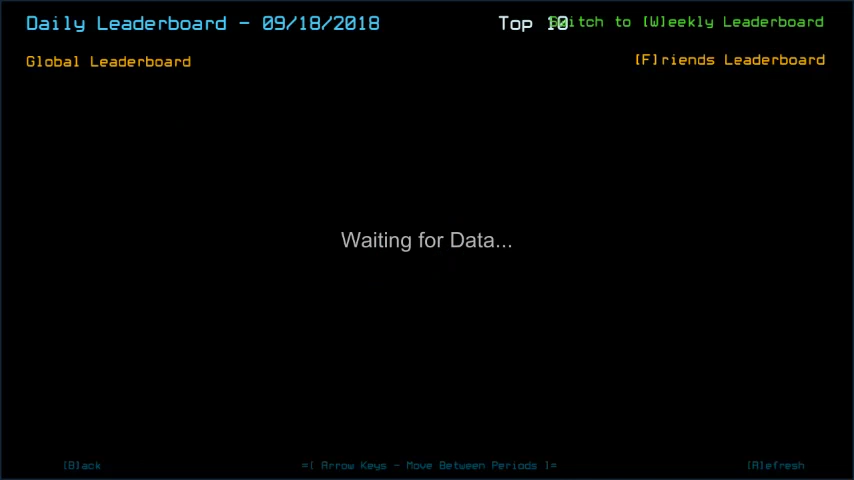 Daily Leaderboard - 09/18/2018
Top 10
Switch to [W]eekly Leaderboard
Global Leaderboard
[F]riends Leaderboard
Waiting for Data...
[B]ack
=[ Arrow Keys - Move Between Periods ]=
[R]efresh